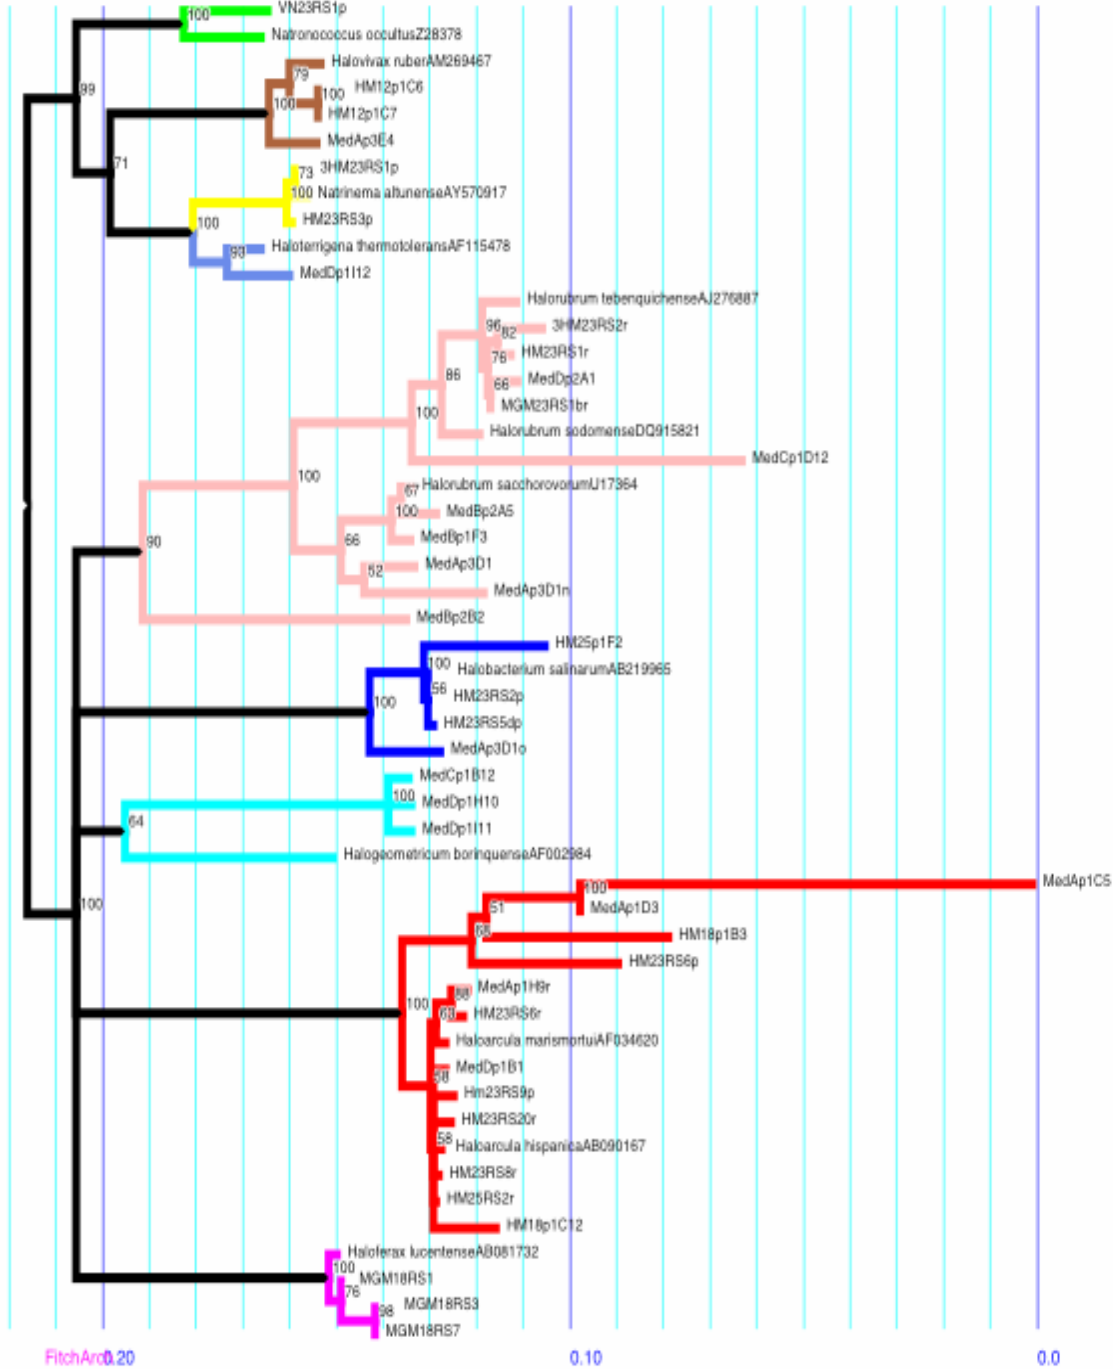 VN23RS1p
100
Natronococcus occultusZ28378
Halovivax ruberAM269467
79
99
HM12p1C6
100
100
HM12p1C7
MedAp3E4
71
3HM23RS1p
73
100 Natrinema altunenseAY570917
HM23RS3p
100
Haloterrigena thermotoleransAF115478
MedDp1I12
Halorubrum tebenquichenseAJ276887
96
3HM23RS2r
82
HM23RS1r
76
86
MedDp2A1
66
MGM23RS1br
100
Halorubrum sodomenseDQ915821
MedCp1D12
100
Halorubrum sacchorovorumU17364
67
100
MedBp2A5
MedBp1F3
90
66
MedAp3D1
52
MedAp3D1n
MedBp2B2
HM25p1F2
100
Halobacterium salinarumAB219965
56
HM23RS2p
100
HM23RS5dp
MedAp3D1o
MedCp1B12
100
MedDp1H10
64
MedDp1I11
Halogeometricum borinquenseAF002984
MedAp1C5
100
100
51
MedAp1D3
68
HM18p1B3
HM23RS6p
MedAp1H9r
100
HM23RS6r
Haloarcula marismortuiAF034620
MedDp1B1
58
Hm23RS9p
HM23RS20r
58
Haloarcula hispanicaAB090167
HM23RS8r
HM25RS2r
HM18p1C12
Haloferax lucentenseAB081732
100
MGM18RS1
76
MGM18RS3
98
MGM18RS7
0.20
0.10
0.0